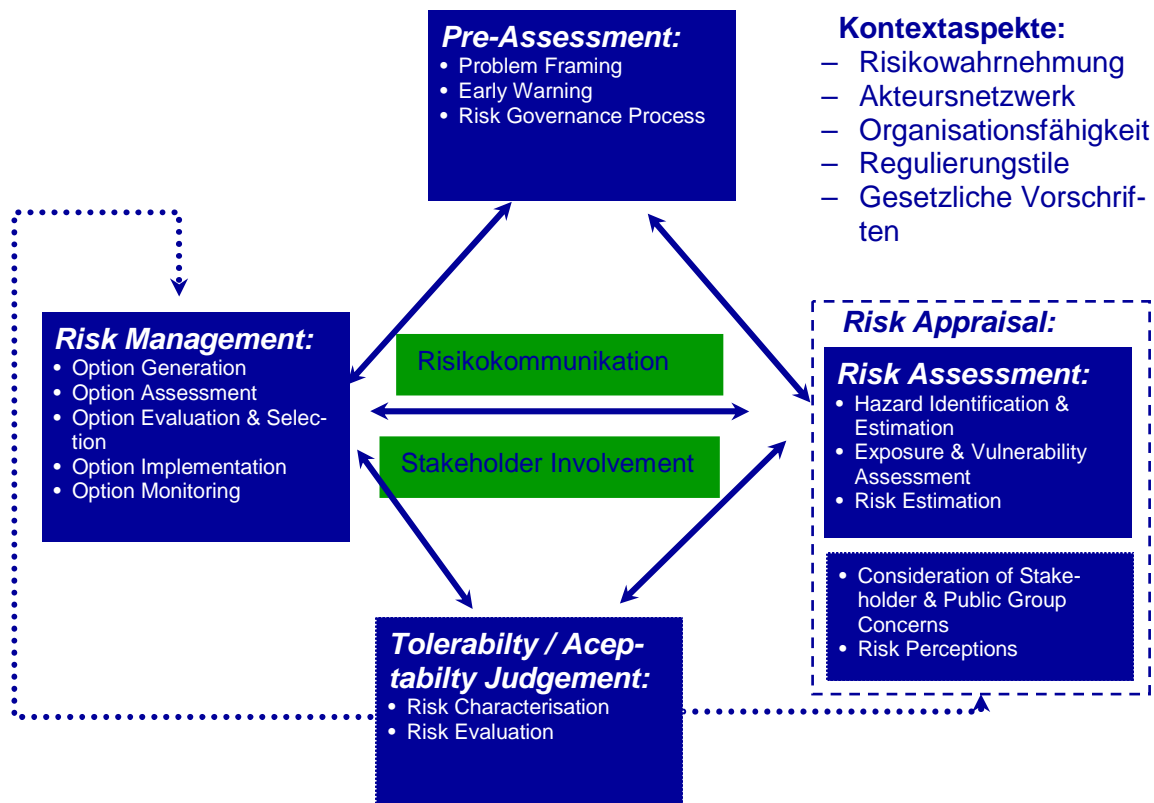 Pre-Assessment:
• Problem Framing
• Early Warning
• Risk Governance Process
Kontextaspekte:
– Risikowahrnehmung
– Akteursnetzwerk
– Organisationsfähigkeit
– Regulierungstile
– Gesetzliche Vorschrif-
ten
Risk Management:
• Option Generation
• Option Assessment
• Option Evaluation & Selec-
tion
• Option Implementation
• Option Monitoring
Risikokommunikation
Stakeholder Involvement
Risk Appraisal:
Risk Assessment:
• Hazard Identification &
Estimation
• Exposure & Vulnerability
Assessment
• Risk Estimation
• Consideration of Stake-
holder & Public Group
Concerns
• Risk Perceptions
Tolerabilty / Acep-
tabilty Judgement:
• Risk Characterisation
• Risk Evaluation